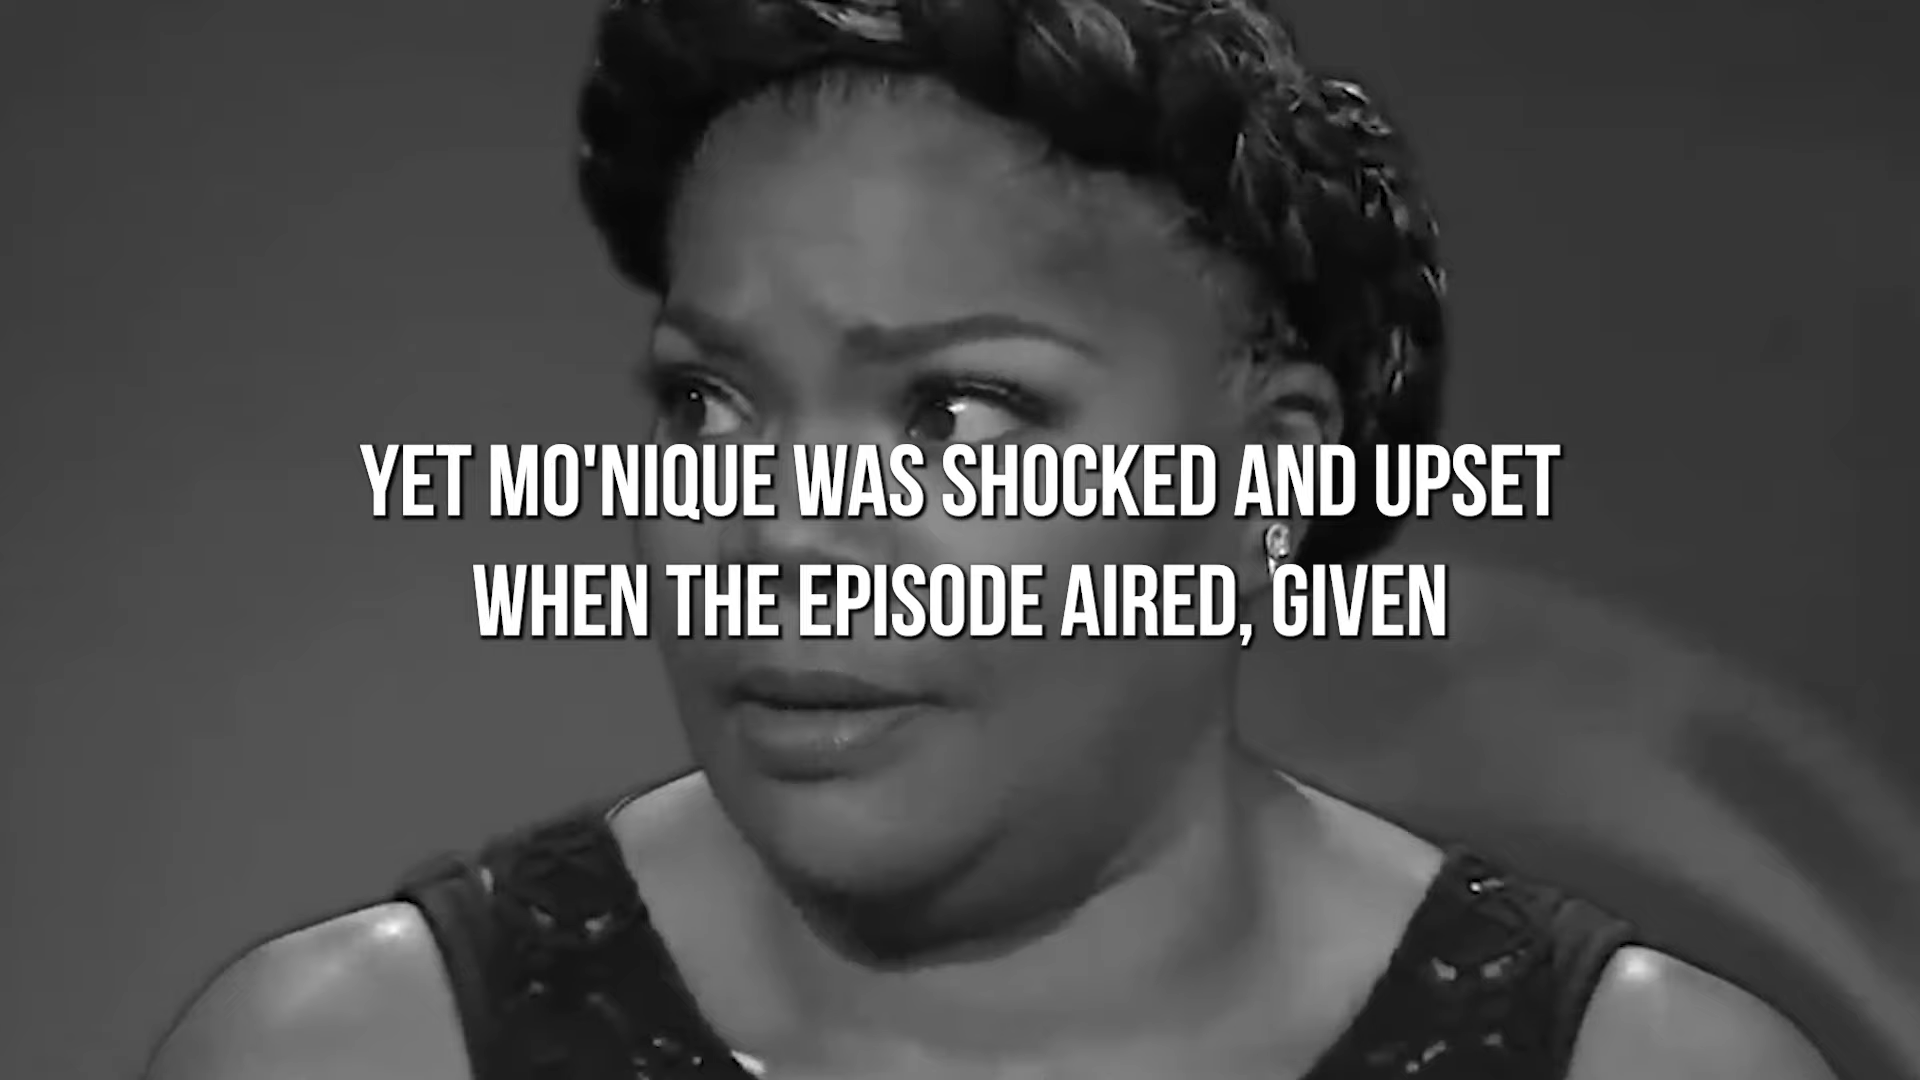 YET MO'NIQUE WAS SHOCKED AND UPSET
WHEN THE EPISODE AIRED, GIVEN